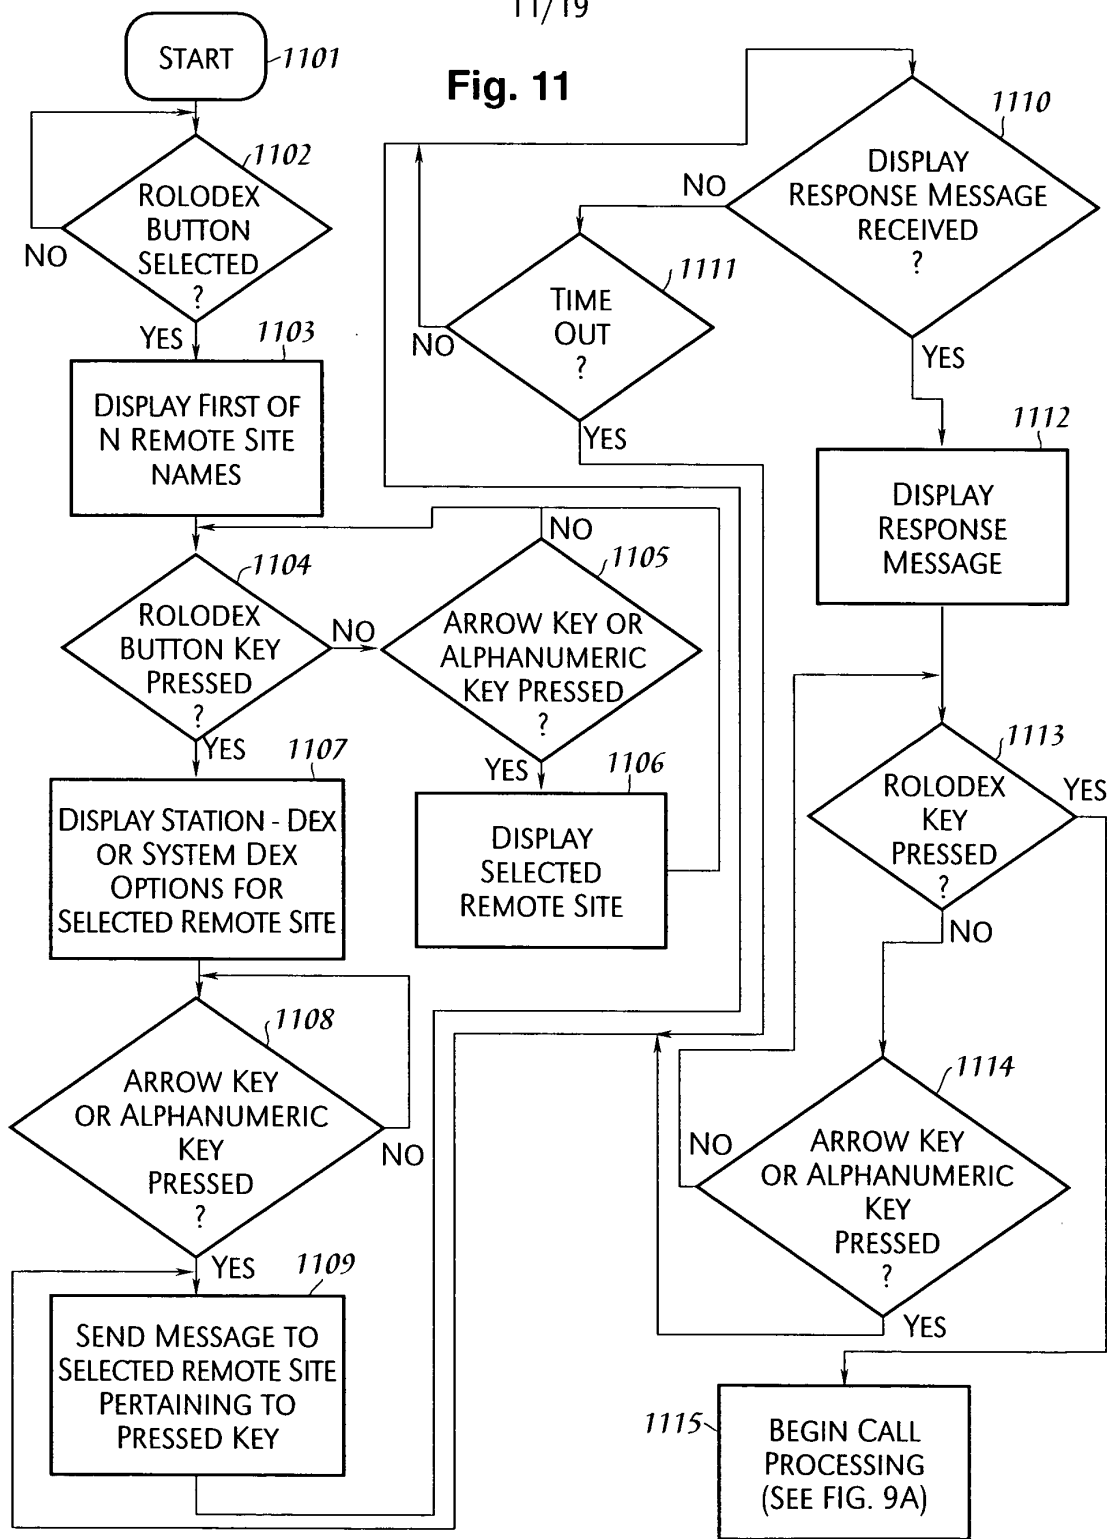 11/19
Fig. 11
START
1101
1102
ROLODEX
BUTTON
SELECTED
?
NO
YES
1103
DISPLAY FIRST OF
N REMOTE SITE
NAMES
1104
ROLODEX
BUTTON KEY
PRESSED
?
NO
YES
1105
ARROW KEY OR
ALPHANUMERIC
KEY PRESSED
?
NO
YES
1106
DISPLAY
SELECTED
REMOTE SITE
1107
DISPLAY STATION - DEX
OR SYSTEM DEX
OPTIONS FOR
SELECTED REMOTE SITE
1108
ARROW KEY
OR ALPHANUMERIC
KEY
PRESSED
?
NO
YES
1109
SEND MESSAGE TO
SELECTED REMOTE SITE
PERTAINING TO
PRESSED KEY
1110
DISPLAY
RESPONSE MESSAGE
RECEIVED
?
NO
YES
1111
TIME
OUT
?
NO
YES
1112
DISPLAY
RESPONSE
MESSAGE
1113
ROLODEX
KEY
PRESSED
?
YES
NO
1114
ARROW KEY
OR ALPHANUMERIC
KEY
PRESSED
?
NO
YES
1115
BEGIN CALL
PROCESSING
(SEE FIG. 9A)